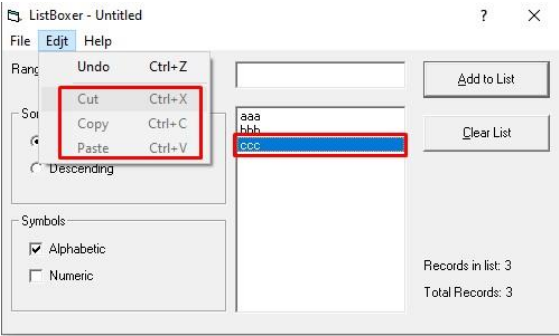 ListBoxer - Untitled
File Edit Help
Rang
Undo Ctrl+Z
Cut Ctrl+X
Copy Ctrl+C
Paste Ctrl+V
Descending
Symbols
Alphabetic
Numeric
aaa
bbb
ccc
Add to List
Clear List
Records in list: 3
Total Records: 3